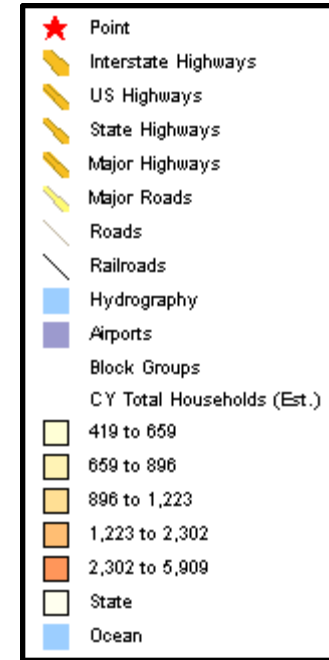 Point
Interstate Highways
US Highways
State Highways
Major Highways
Major Roads
Roads
Railroads
Hydrography
Airports
Block Groups
CY Total Households (Est.)
419 to 659
659 to 896
896 to 1,223
1,223 to 2,302
2,302 to 5,909
State
Ocean